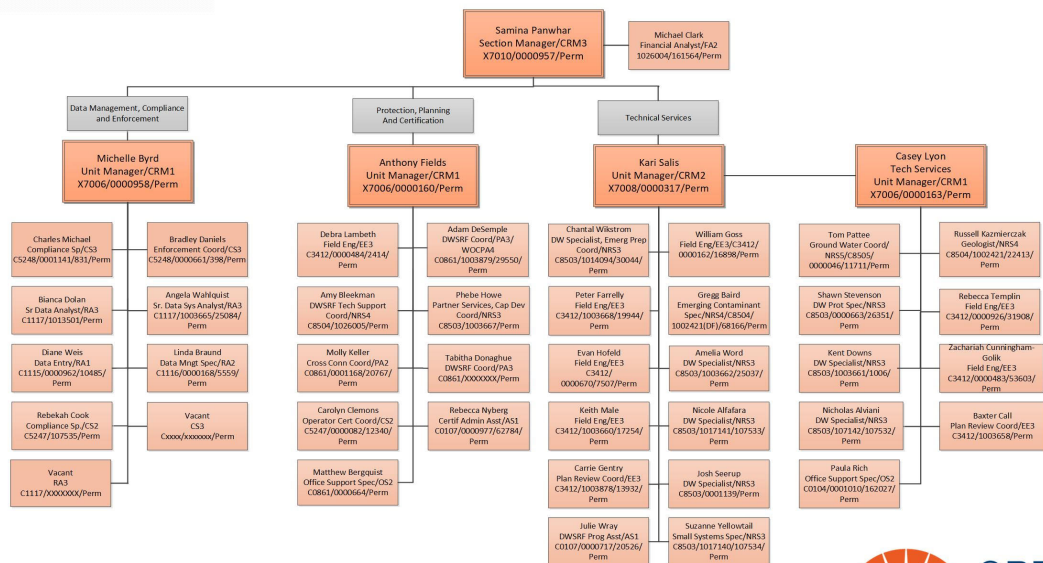 Samina Panwhar
Section Manager/CRM3
X7010/0000957/Perm
Michael Clark
Financial Analyst/FA2
1026004/161564/Perm
Data Management, Compliance
and Enforcement
Protection, Planning
And Certification
Technical Services
Michelle Byrd
Unit Manager/CRM1
X7006/0000958/Perm
Anthony Fields
Unit Manager/CRM1
X7006/0000160/Perm
Kari Salis
Unit Manager/CRM2
X7008/0000317/Perm
Casey Lyon
Tech Services
Unit Manager/CRM1
X7006/0000163/Perm
Charles Michael
Compliance Sp/CS3
C5248/0001141/831/Perm
Bradley Daniels
Enforcement Coord/CS3
C5248/0000661/398/Perm
Bianca Dolan
Sr Data Analyst/RA3
C1117/1013501/Perm
Angela Wahlquist
Sr. Data Sys Analyst/RA3
C1117/1003665/25084/
Perm
Diane Weis
Data Entry/RA1
C1115/0000962/10485/
Perm
Linda Braund
Data Mngt Spec/RA2
C1116/0000168/5559/
Perm
Rebekah Cook
Compliance Sp./CS2
C5247/107535/Perm
Vacant
CS3
Cxxxx/xxxxxxx/Perm
Vacant
RA3
C1117/XXXXXXX/Perm
Debra Lambeth
Field Eng/EE3
C3412/0000484/2414/
Perm
Adam DeSemple
DWSRF Coord/PA3/
WOCPA4
C0861/1003879/29550/
Perm
Amy Bleekman
DWSRF Tech Support
Coord/NRS4
C8504/1026005/Perm
Phebe Howe
Partner Services, Cap Dev
Coord/NRS3
C8503/1003667/Perm
Molly Keller
Cross Conn Coord/PA2
C0861/0001168/20767/
Perm
Tabitha Donaghue
DWSRF Coord/PA3
C0861/XXXXXXX/Perm
Carolyn Clemons
Operator Cert Coord/CS2
C5247/0000082/12340/
Perm
Rebecca Nyberg
Certif Admin Asst/AS1
C0107/0000977/62784/
Perm
Matthew Bergquist
Office Support Spec/OS2
C0861/0000664/Perm
Chantal Wikstrom
DW Specialist, Emerg Prep
Coord/NRS3
C8503/1014094/30044/
Perm
William Goss
Field Eng/EE3/C3412/
0000162/16898/Perm
Peter Farrelly
Field Eng/EE3
C3412/1003668/19944/
Perm
Gregg Baird
Emerging Contaminant
Spec/NRS4/C8504/
1002421(DF)/68166/Perm
Evan Hofeld
Field Eng/EE3
C3412/
0000670/7507/Perm
Amelia Word
DW Specialist/NRS3
C8503/1003662/25037/
Perm
Keith Male
Field Eng/EE3
C3412/1003660/17254/
Perm
Nicole Alfafara
DW Specialist/NRS3
C8503/1017141/107533/
Perm
Carrie Gentry
Plan Review Coord/EE3
C3412/1003878/13932/
Perm
Josh Seerup
DW Specialist/NRS3
C8503/0001139/Perm
Julie Wray
DWSRF Prog Asst/AS1
C0107/0000717/20526/
Perm
Suzanne Yellowtail
Small Systems Spec/NRS3
C8503/1017140/107534/
Perm
Tom Pattee
Ground Water Coord/
NRS5/C8505/
0000046/11711/Perm
Russell Kazmierczak
Geologist/NRS4
C8504/1002421/22413/
Perm
Shawn Stevenson
DW Prot Spec/NRS3
C8503/0000663/26351/
Perm
Rebecca Templin
Field Eng/EE3
C3412/0000926/31908/
Perm
Kent Downs
DW Specialist/NRS3
C8503/1003661/1006/
Perm
Zachariah Cunningham-
Golik
Field Eng/EE3
C3412/0000483/53603/
Perm
Nicholas Alviani
DW Specialist/NRS3
C8503/107142/107532/
Perm
Baxter Call
Plan Review Coord/EE3
C3412/1003658/Perm
Paula Rich
Office Support Spec/OS2
C0104/0001010/162027/
Perm